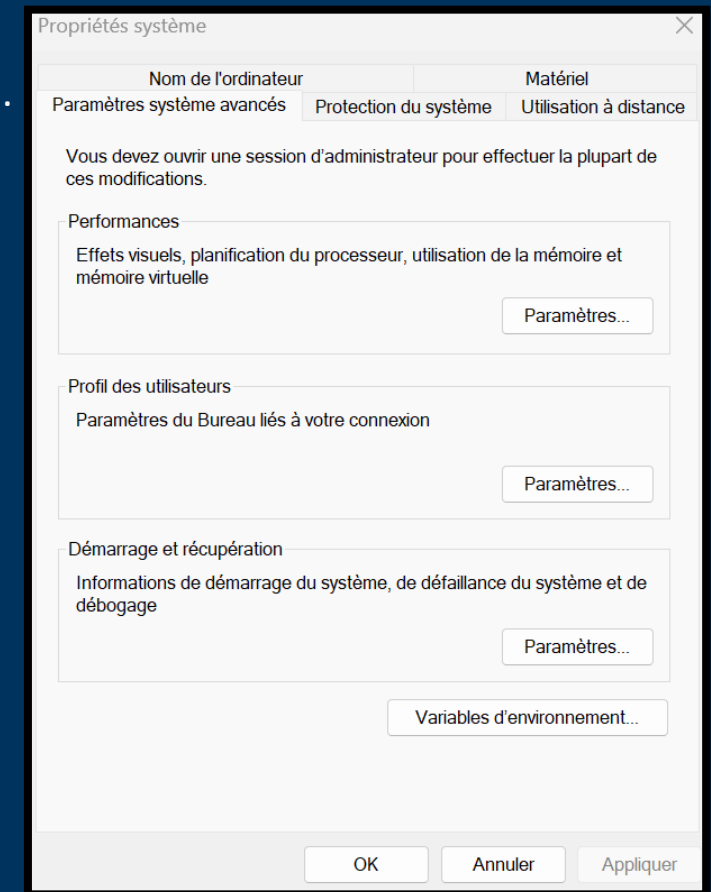 Propriétés système
Nom de l'ordinateur
Matériel
Paramètres système avancés
Protection du système
Utilisation à distance
Vous devez ouvrir une session d’administrateur pour effectuer la plupart de
ces modifications.
Performances
Effets visuels, planification du processeur, utilisation de la mémoire et
mémoire virtuelle
Paramètres...
Profil des utilisateurs
Paramètres du Bureau liés à votre connexion
Paramètres...
Démarrage et récupération
Informations de démarrage du système, de défaillance du système et de
débogage
Paramètres...
Variables d’environnement...
OK
Annuler
Appliquer